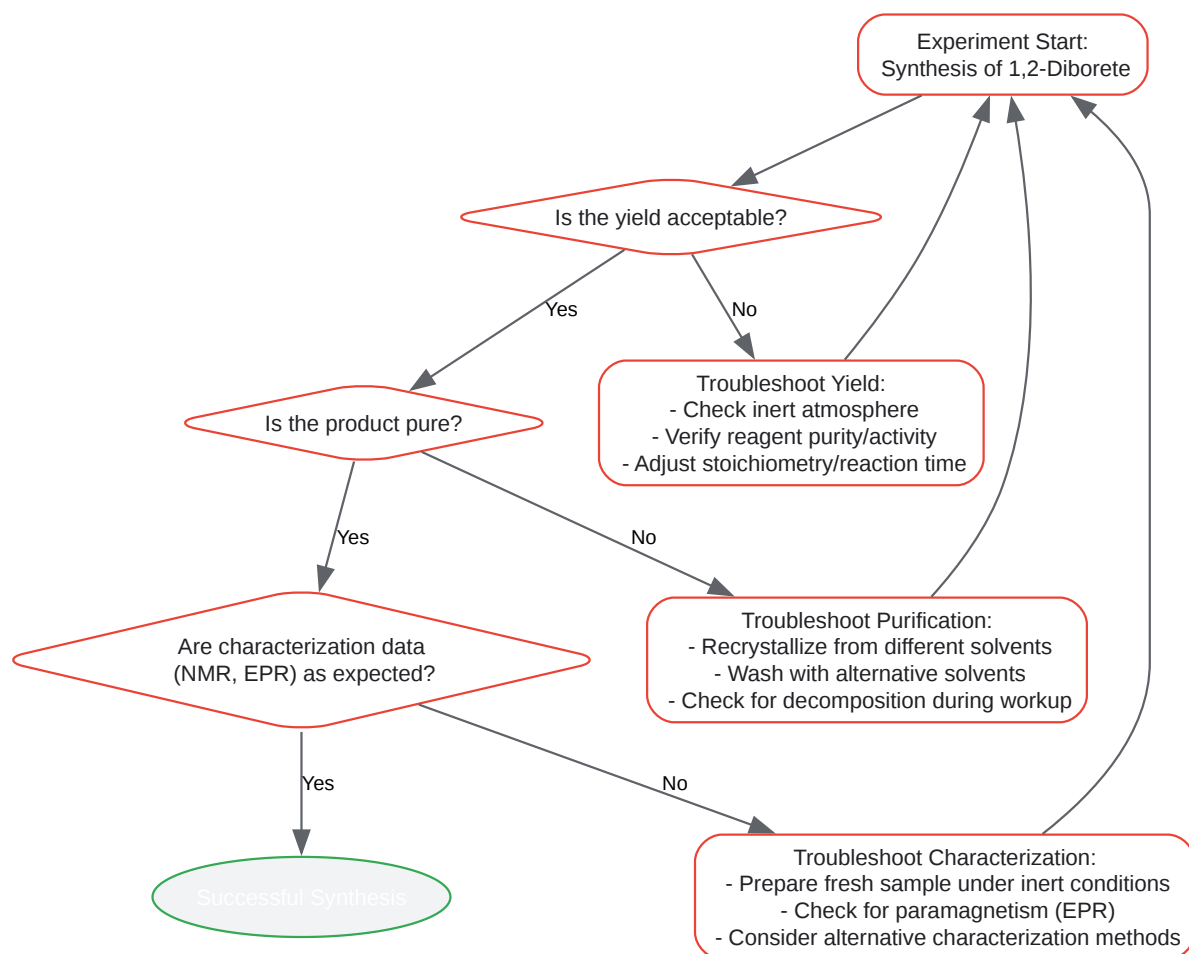 Experiment Start:
Synthesis of 1,2-Diborete
Is the yield acceptable?
Yes
No
Troubleshoot Yield:
- Check inert atmosphere
- Verify reagent purity/activity
- Adjust stoichiometry/reaction time
Is the product pure?
Yes
No
Troubleshoot Purification:
- Recrystallize from different solvents
- Wash with alternative solvents
- Check for decomposition during workup
Are characterization data
(NMR, EPR) as expected?
Yes
No
Successful Synthesis
Troubleshoot Characterization:
- Prepare fresh sample under inert conditions
- Check for paramagnetism (EPR)
- Consider alternative characterization methods